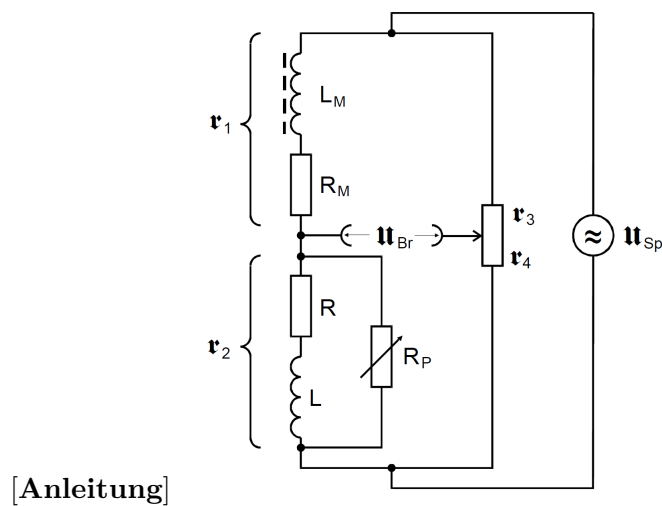 L_M
𝔯_1
R_M
𝔯_3
𝖚_Br
≈
𝖚_Sp
𝔯_4
R
𝔯_2
R_P
L
[Anleitung]